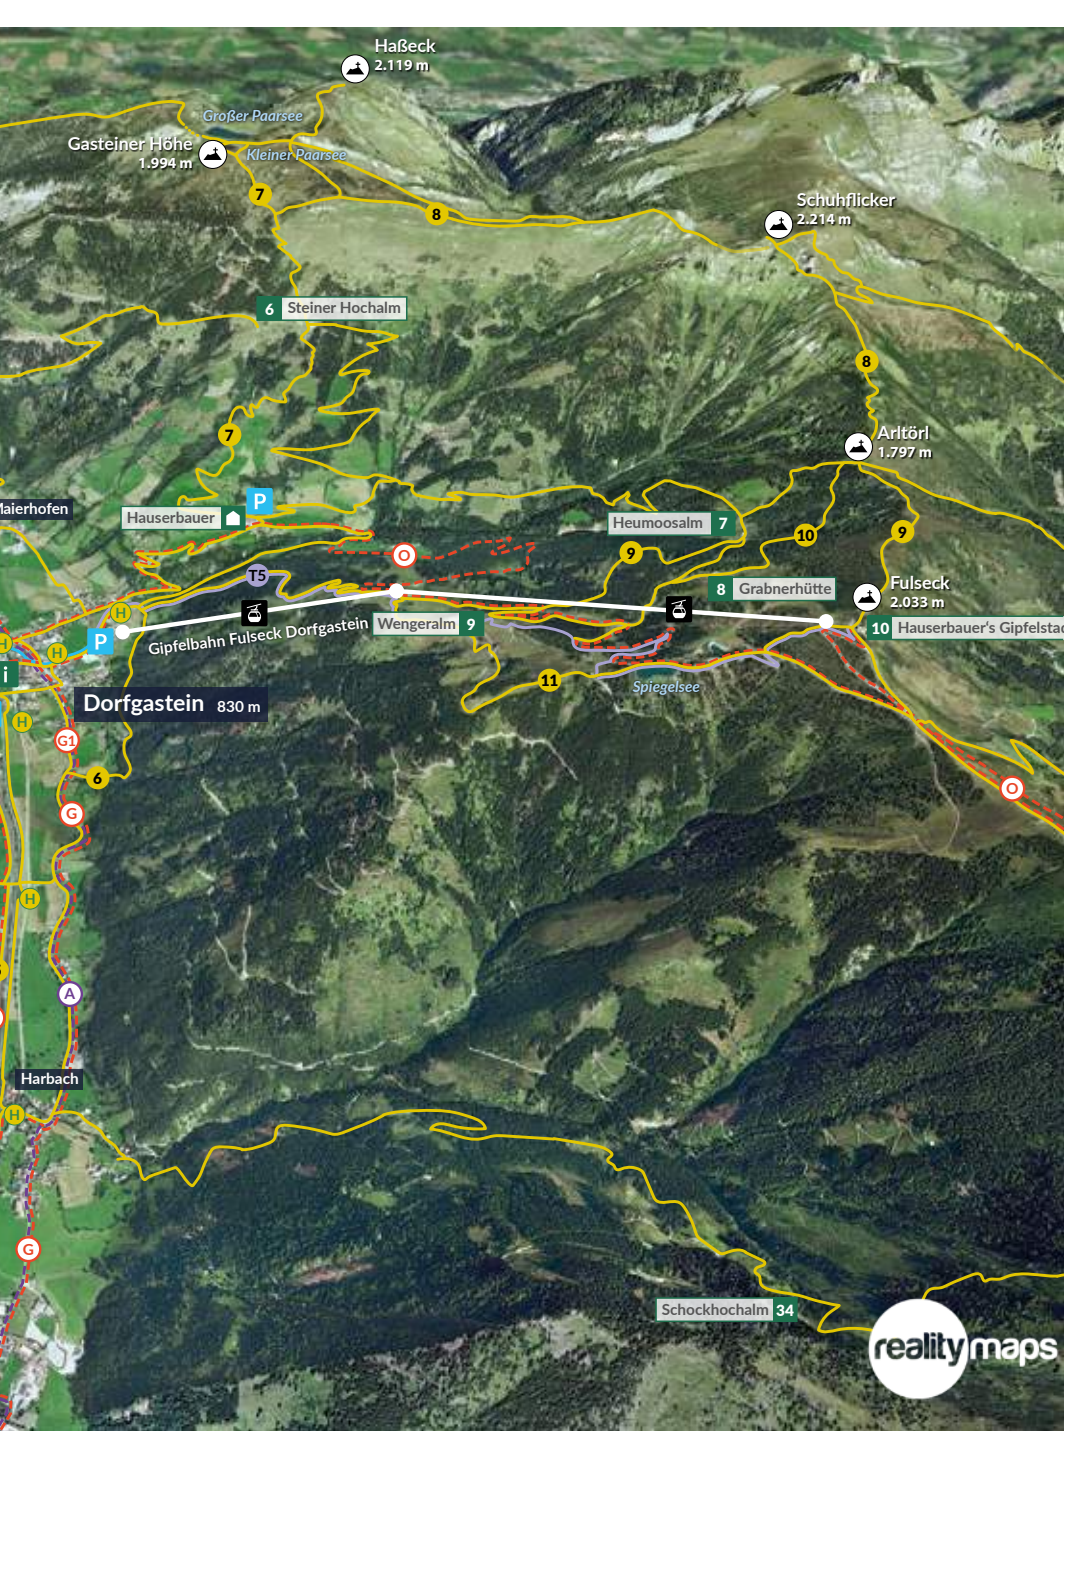 Haßeck
2.119 m
Großer Paarsee
Gasteiner Höhe
1.994 m
Kleiner Paarsee
7
8
Schuhflicker
2.214 m
6 Steiner Hochalm
8
7
Arltörl
1.797 m
Maierhofen
P
Hauserbauer
Heumoosalm 7
10
9
O
9
T5
8 Grabnerhütte
Fulseck
2.033 m
H
P
Gipfelbahn Fulseck Dorfgastein
Wengeralm 9
10 Hauserbauer's Gipfelstad
H
H
i
11
Spiegelsee
Dorfgastein 830 m
H
G1
6
O
G
H
A
Harbach
H
G
Schockhochalm 34
realitymaps